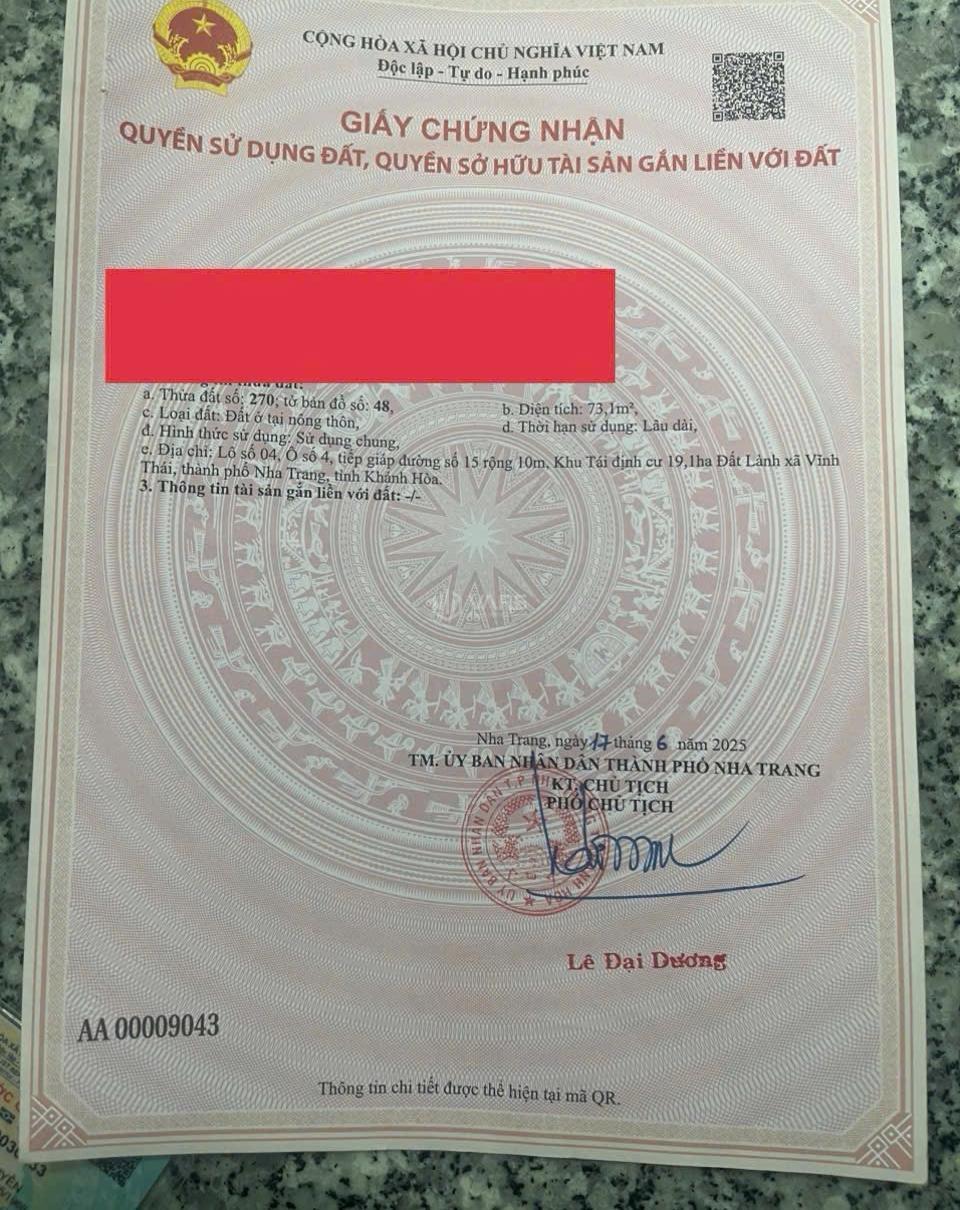 CỘNG HÒA XÃ HỘI CHỦ NGHĨA VIỆT NAM
Độc lập - Tự do - Hạnh phúc
GIẤY CHỨNG NHẬN
QUYỀN SỬ DỤNG ĐẤT, QUYỀN SỞ HỮU TÀI SẢN GẮN LIỀN VỚI ĐẤT
a. Thửa đất số: 270; tờ bản đồ số: 48,
b. Diện tích: 73,1m²,
c. Loại đất: Đất ở tại nông thôn,
d. Thời hạn sử dụng: Lâu dài,
đ. Hình thức sử dụng: Sử dụng chung,
e. Địa chỉ: Lô số 04, Ô số 4, tiếp giáp đường số 15 rộng 10m, Khu Tái định cư 19,1ha Đất Lành xã Vĩnh
Thái, thành phố Nha Trang, tỉnh Khánh Hòa.
3. Thông tin tài sản gắn liền với đất: -/-
Nha Trang, ngày 17 tháng 6 năm 2025
TM. ỦY BAN NHÂN DÂN THÀNH PHỐ NHA TRANG
KT. CHỦ TỊCH
PHÓ CHỦ TỊCH
Lê Đại Dương
AA 00009043
Thông tin chi tiết được thể hiện tại mã QR.